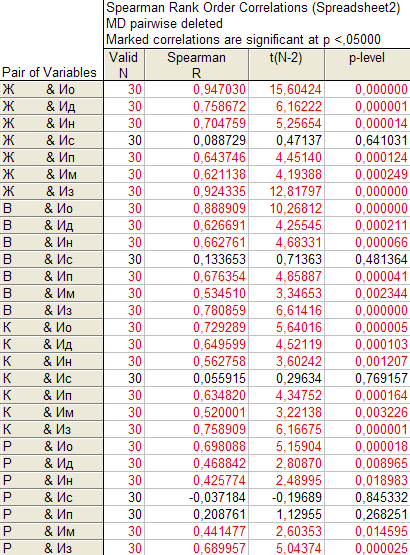 Spearman Rank Order Correlations (Spreadsheet2)
MD pairwise deleted
Marked correlations are significant at p <,05000
Pair of Variables Valid N Spearman R t(N-2) p-level
Ж & Ио 30 0,947030 15,60424 0,000000
Ж & Ид 30 0,758672 6,16222 0,000001
Ж & Ин 30 0,704759 5,25654 0,000014
Ж & Ис 30 0,088729 0,47137 0,641031
Ж & Ип 30 0,643746 4,45140 0,000124
Ж & Им 30 0,621138 4,19388 0,000249
Ж & Из 30 0,924335 12,81797 0,000000
В & Ио 30 0,888909 10,26812 0,000000
В & Ид 30 0,626691 4,25545 0,000211
В & Ин 30 0,662761 4,68331 0,000066
В & Ис 30 0,133653 0,71363 0,481364
В & Ип 30 0,676354 4,85887 0,000041
В & Им 30 0,534510 3,34653 0,002344
В & Из 30 0,780859 6,61416 0,000000
К & Ио 30 0,729289 5,64016 0,000005
К & Ид 30 0,649599 4,52119 0,000103
К & Ин 30 0,562758 3,60242 0,001207
К & Ис 30 0,055915 0,29634 0,769157
К & Ип 30 0,634820 4,34752 0,000164
К & Им 30 0,520001 3,22138 0,003226
К & Из 30 0,758909 6,16675 0,000001
Р & Ио 30 0,698088 5,15904 0,000018
Р & Ид 30 0,468842 2,80870 0,008965
Р & Ин 30 0,425774 2,48995 0,018983
Р & Ис 30 -0,037184 -0,19689 0,845332
Р & Ип 30 0,208761 1,12955 0,268251
Р & Им 30 0,441477 2,60353 0,014595
Р & Из 30 0,689957 5,04374 0,000025